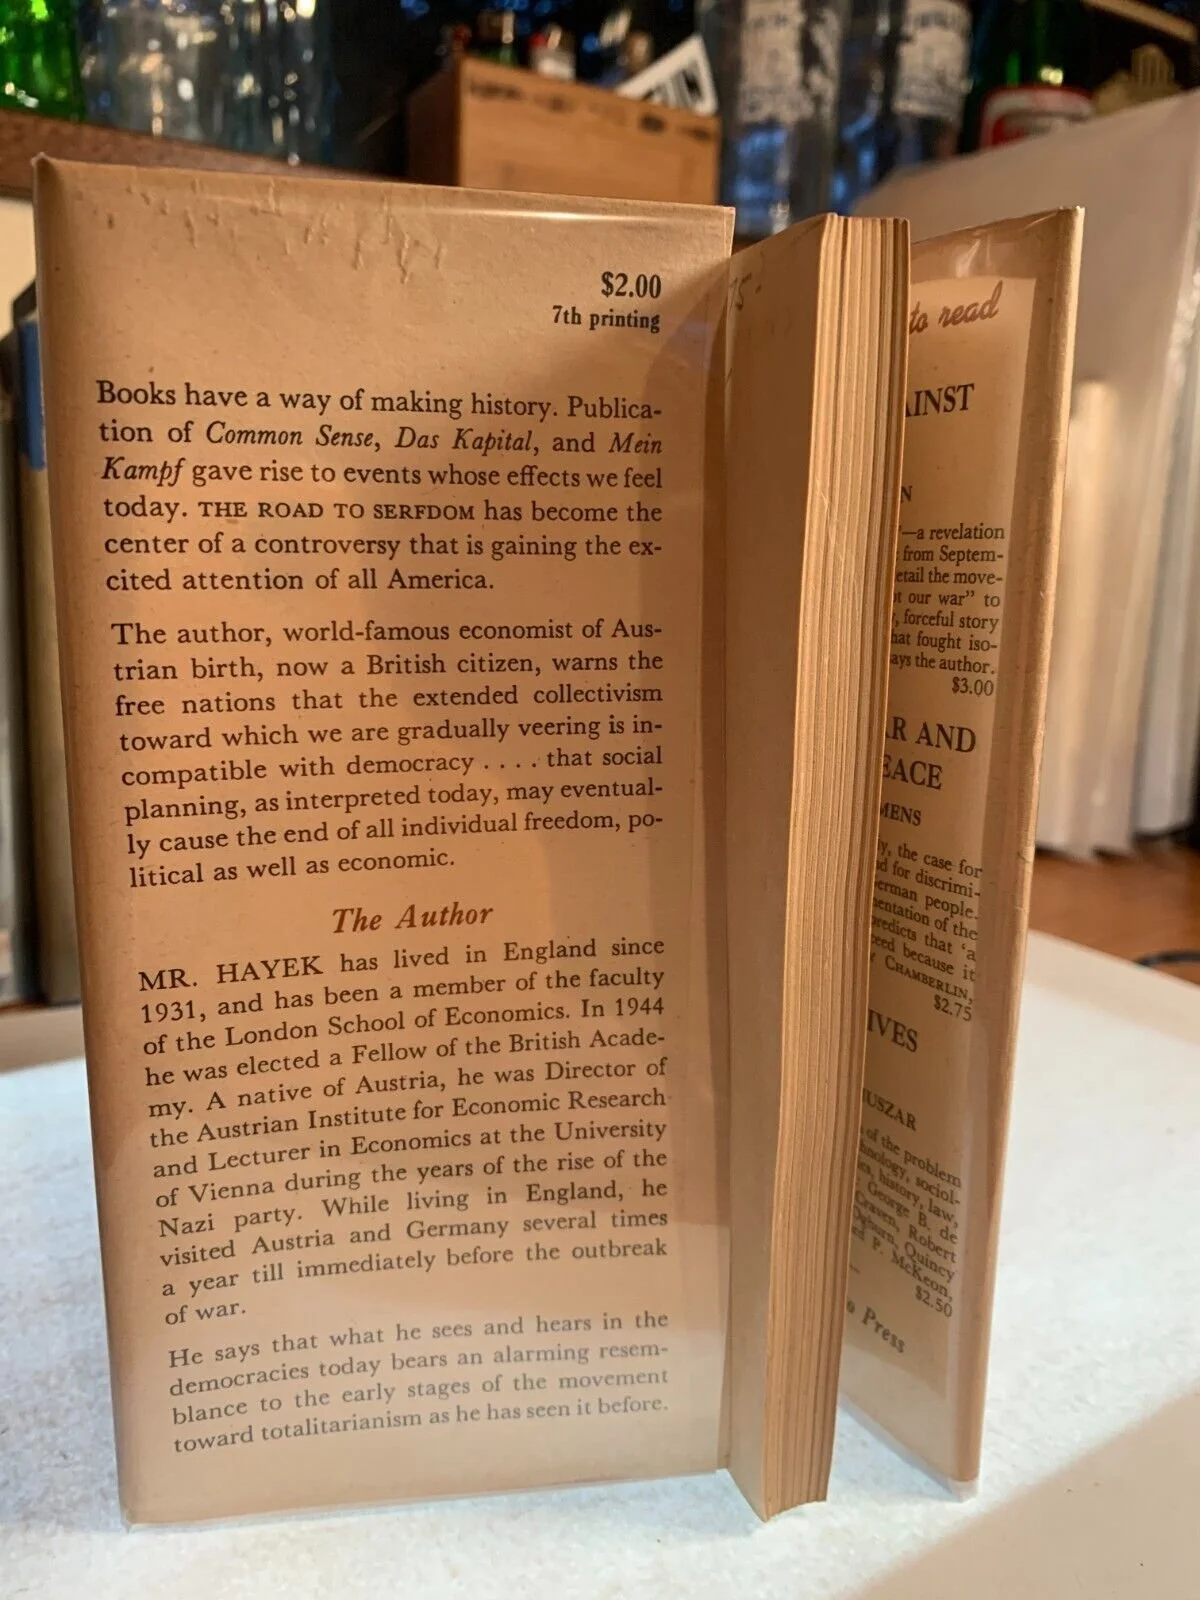 $2.00
7th printing
Books have a way of making history. Publica-
tion of Common Sense, Das Kapital, and Mein
Kampf gave rise to events whose effects we feel
today. THE ROAD TO SERFDOM has become the
center of a controversy that is gaining the ex-
cited attention of all America.
The author, world-famous economist of Aus-
trian birth, now a British citizen, warns the
free nations that the extended collectivism
toward which we are gradually veering is in-
compatible with democracy . . . . that social
planning, as interpreted today, may eventual-
ly cause the end of all individual freedom, po-
litical as well as economic.
The Author
MR. HAYEK has lived in England since
1931, and has been a member of the faculty
of the London School of Economics. In 1944
he was elected a Fellow of the British Acade-
my. A native of Austria, he was Director of
the Austrian Institute for Economic Research
and Lecturer in Economics at the University
of Vienna during the years of the rise of the
Nazi party. While living in England, he
visited Austria and Germany several times
a year till immediately before the outbreak
of war.
He says that what he sees and hears in the
democracies today bears an alarming resem-
blance to the early stages of the movement
toward totalitarianism as he has seen it before.
to read
AINST
N
—a revelation
from Septem-
etail the move-
our war" to
, forceful story
hat fought iso-
ays the author.
$3.00
R AND
EACE
MENS
y, the case for
d for discrimi-
erman people.
entation of the
redicts that 'a
eed because it
CHAMBERLIN,
$2.75
IVES
USZAR
of the problem
hnology, sociol-
history, law,
George B. de
Craven, Robert
Ogburn, Quincy
P. McKeon.
$2.50
o Press